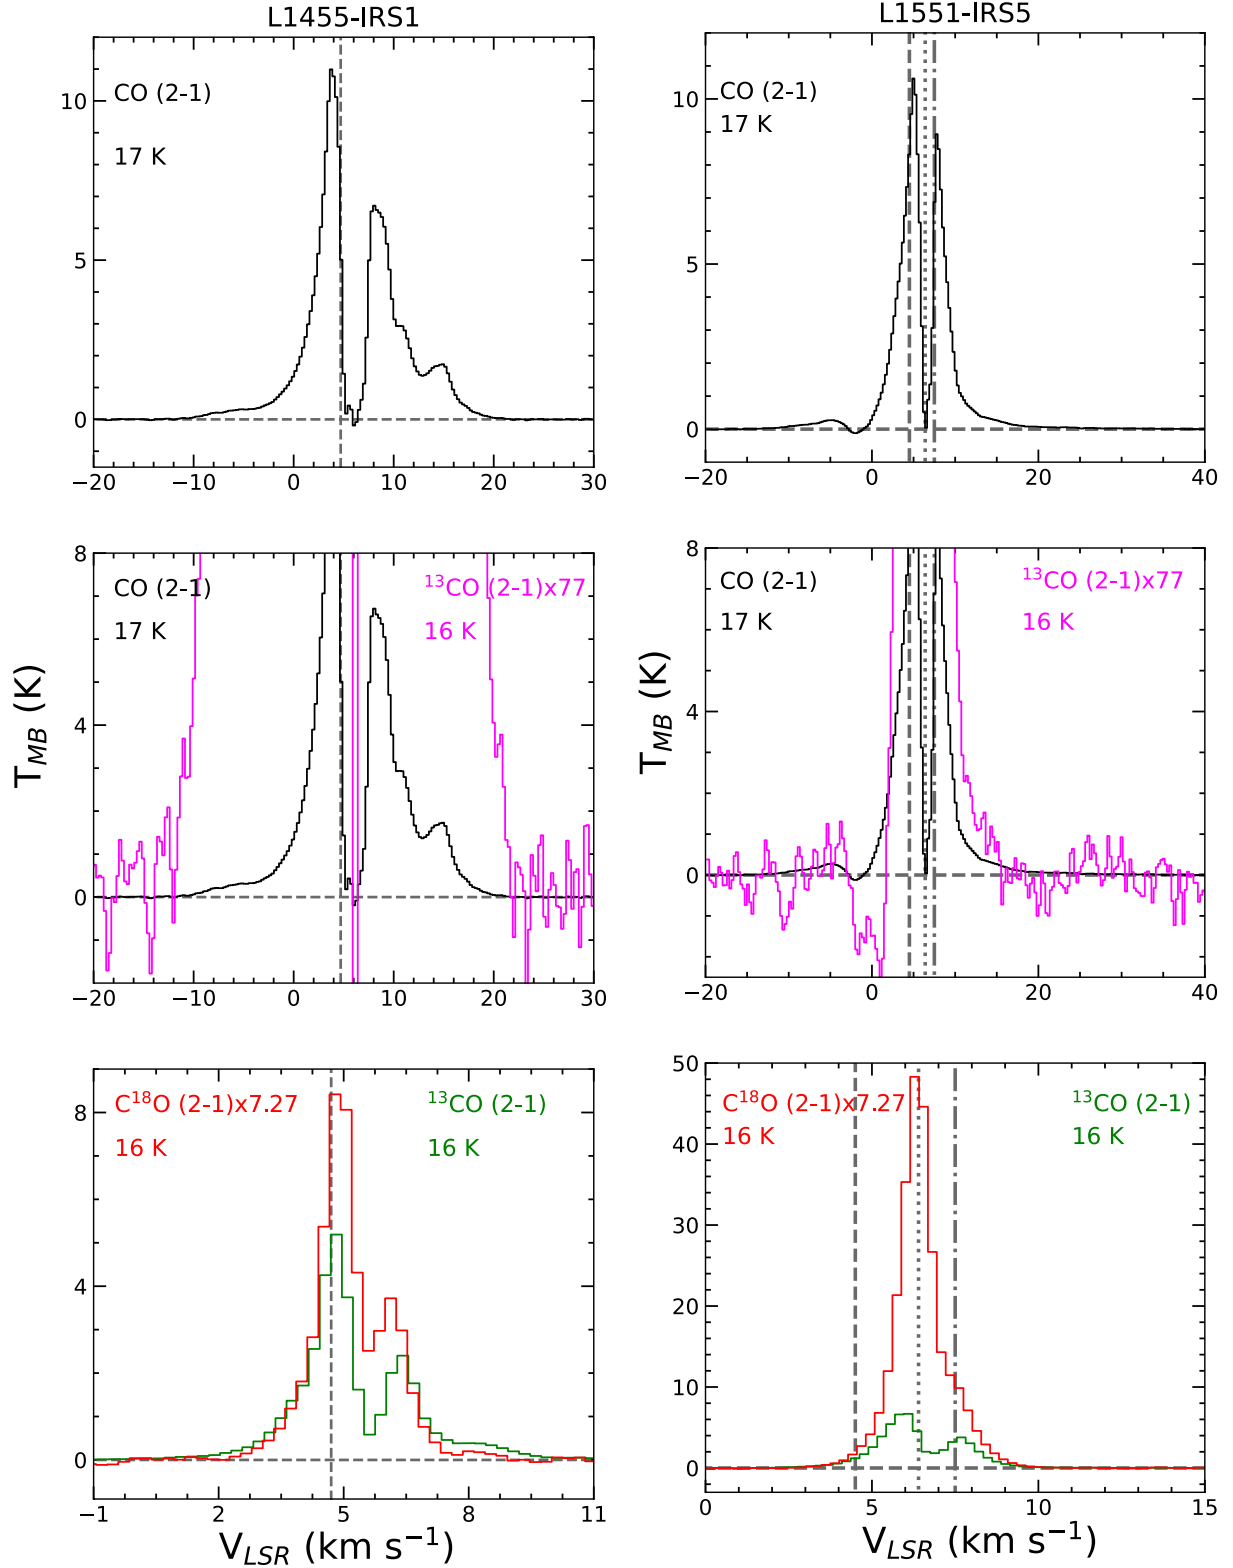 L1455-IRS1
L1551-IRS5
CO (2-1)
17 K
10
5
0
−20 −10 0 10 20 30
CO (2-1)
17 K
10
5
0
−20 0 20 40
T_MB (K)
CO (2-1)
17 K
¹³CO (2-1)x77
16 K
8
4
0
−20 −10 0 10 20 30
T_MB (K)
CO (2-1)
17 K
¹³CO (2-1)x77
16 K
8
4
0
−20 0 20 40
C¹⁸O (2-1)x7.27
16 K
¹³CO (2-1)
16 K
8
4
0
−1 2 5 8 11
V_LSR (km s⁻¹)
C¹⁸O (2-1)x7.27
16 K
¹³CO (2-1)
16 K
50
40
30
20
10
0
0 5 10 15
V_LSR (km s⁻¹)